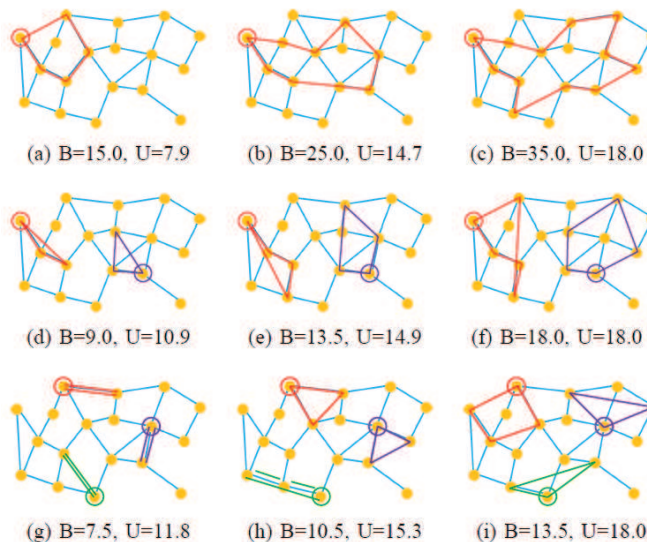 (a) B=15.0, U=7.9
(b) B=25.0, U=14.7
(c) B=35.0, U=18.0
(d) B=9.0, U=10.9
(e) B=13.5, U=14.9
(f) B=18.0, U=18.0
(g) B=7.5, U=11.8
(h) B=10.5, U=15.3
(i) B=13.5, U=18.0